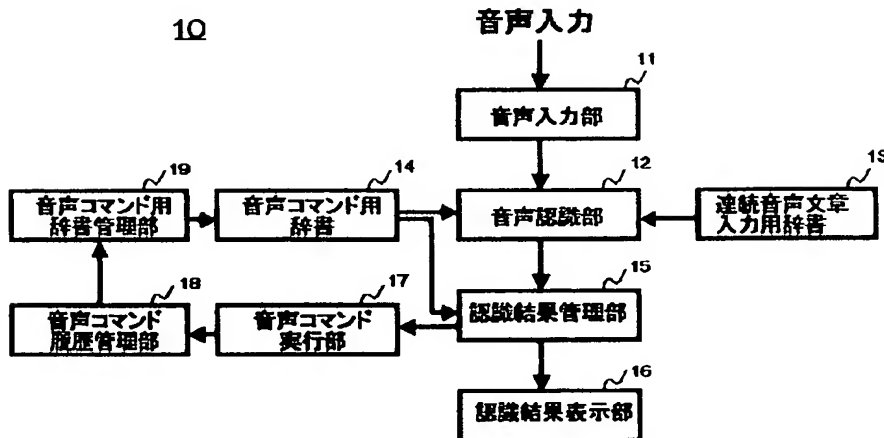 10
音声入力
11
音声入力部
12
音声認識部
13
連続音声文章
入力用辞書
14
音声コマンド用
辞書
19
音声コマンド用
辞書管理部
15
認識結果管理部
17
音声コマンド
実行部
18
音声コマンド
履歴管理部
16
認識結果表示部